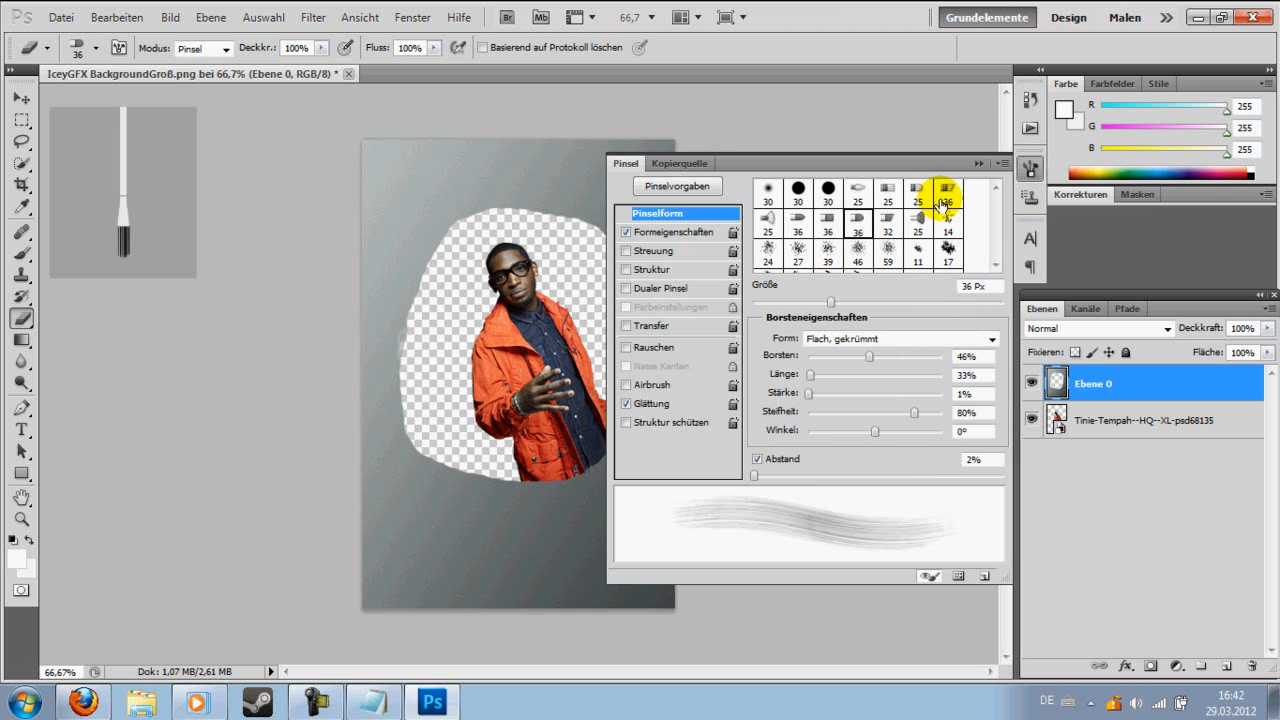 Ps Datei Bearbeiten Bild Ebene Auswahl Filter Ansicht Fenster Hilfe Br Mb 66,7 Grundelemente Design Malen
36 Modus: Pinsel Deckkr.: 100% Fluss: 100% Basierend auf Protokoll löschen
IceyGFX BackgroundGroß.png bei 66,7% (Ebene 0, RGB/8) *
Farbe Farbfelder Stile
R 255
G 255
B 255
Korrekturen Masken
Pinsel Kopierquelle
Pinselvorgaben
Pinselform
Formeigenschaften
Streuung
Struktur
Dualer Pinsel
Farbeinstellungen
Transfer
Rauschen
Nasse Kanten
Airbrush
Glättung
Struktur schützen
30 30 30 25 25 25 36
25 36 36 36 32 25 14
24 27 39 46 59 11 17
Größe 36 Px
Borsteneigenschaften
Form: Flach, gekrümmt
Borsten: 46%
Länge: 33%
Stärke: 1%
Steifheit: 80%
Winkel: 0°
Abstand 2%
Ebenen Kanäle Pfade
Normal Deckkraft: 100%
Fixieren: Fläche: 100%
Ebene 0
Tinie-Tempah--HQ--XL-psd68135
66,67% Dok: 1,07 MB/2,61 MB
Ps
DE
16:42
29.03.2012